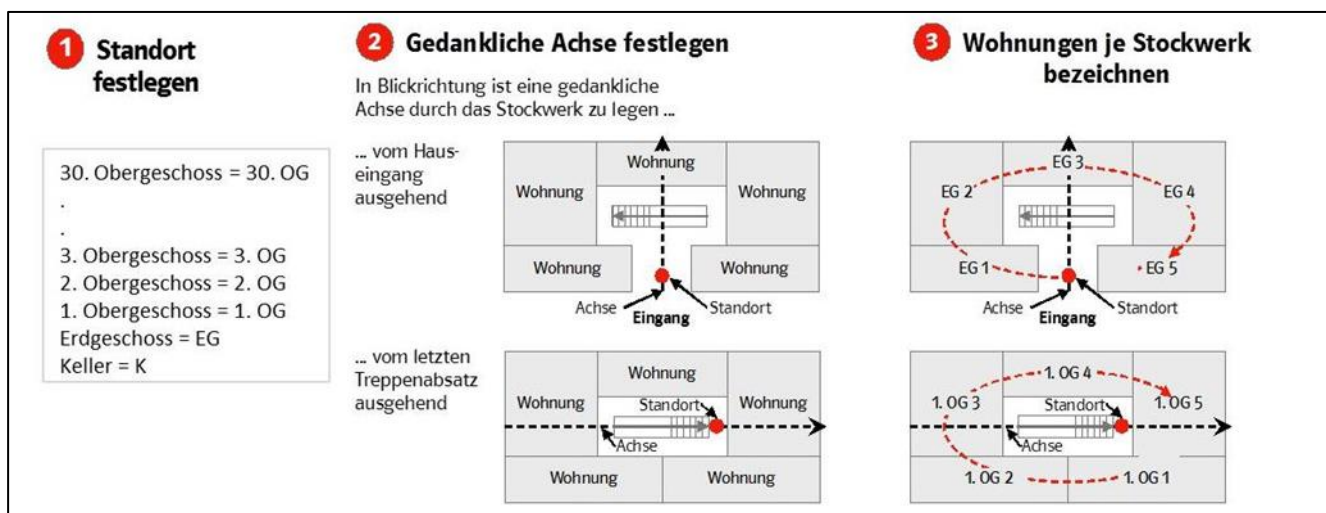 1 Standort
festlegen
30. Obergeschoss = 30. OG
.
.
3. Obergeschoss = 3. OG
2. Obergeschoss = 2. OG
1. Obergeschoss = 1. OG
Erdgeschoss = EG
Keller = K
2 Gedankliche Achse festlegen
In Blickrichtung ist eine gedankliche
Achse durch das Stockwerk zu legen ...
... vom Haus-
eingang
ausgehend
Wohnung
Wohnung
Wohnung
Wohnung
Wohnung
Achse
Eingang
Standort
... vom letzten
Treppenabsatz
ausgehend
Wohnung
Wohnung
Standort
Wohnung
Achse
Wohnung
Wohnung
3 Wohnungen je Stockwerk
bezeichnen
EG 3
EG 2
EG 4
EG 1
EG 5
Achse
Eingang
Standort
1. OG 4
1. OG 3
Standort
1. OG 5
Achse
1. OG 2
1. OG 1